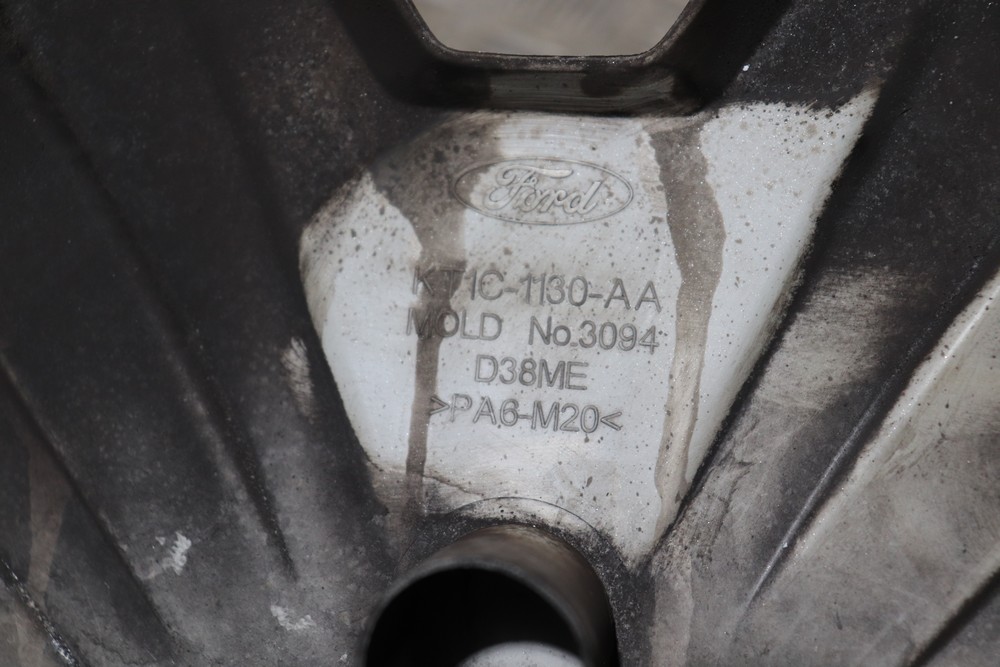 Ford
KT1C-1130-AA
MOLD No.3094
D38ME
>PA6-M20<